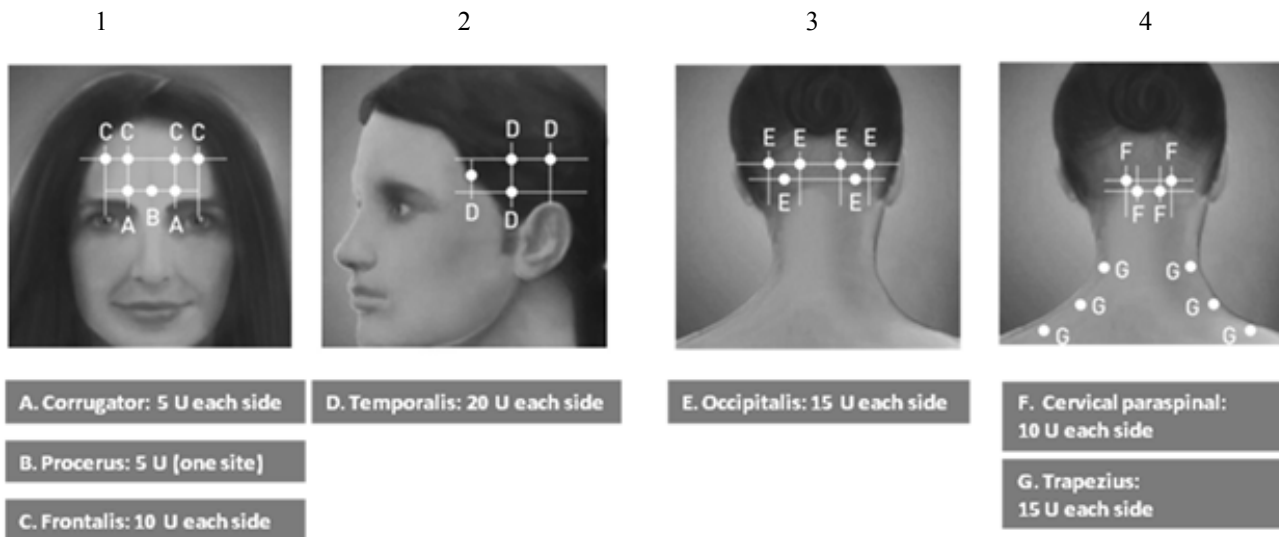 1 2 3 4
C C C C
A B A
D D
D D
E E E E
E E
F F
F F
G G
G G
G G
A. Corrugator: 5 U each side
B. Procerus: 5 U (one site)
C. Frontalis: 10 U each side
D. Temporalis: 20 U each side
E. Occipitalis: 15 U each side
F. Cervical paraspinal:
10 U each side
G. Trapezius:
15 U each side